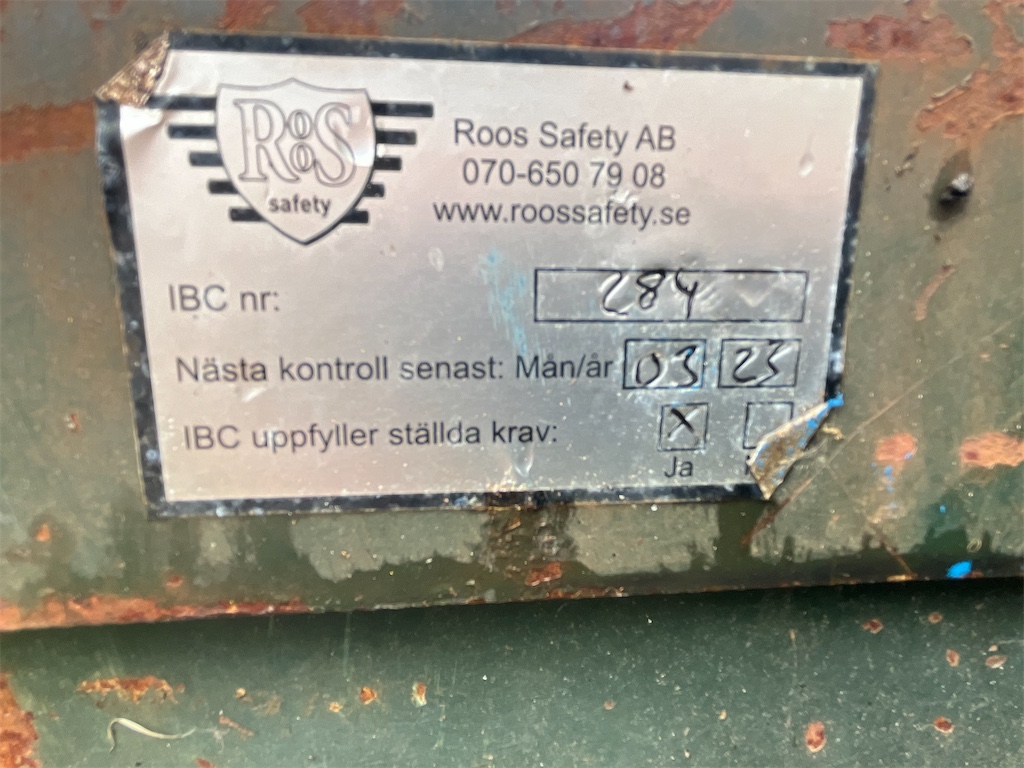 ROOS
safety
Roos Safety AB
070-650 79 08
www.roossafety.se
IBC nr: 284
Nästa kontroll senast: Mån/år 03 23
IBC uppfyller ställda krav: X
Ja